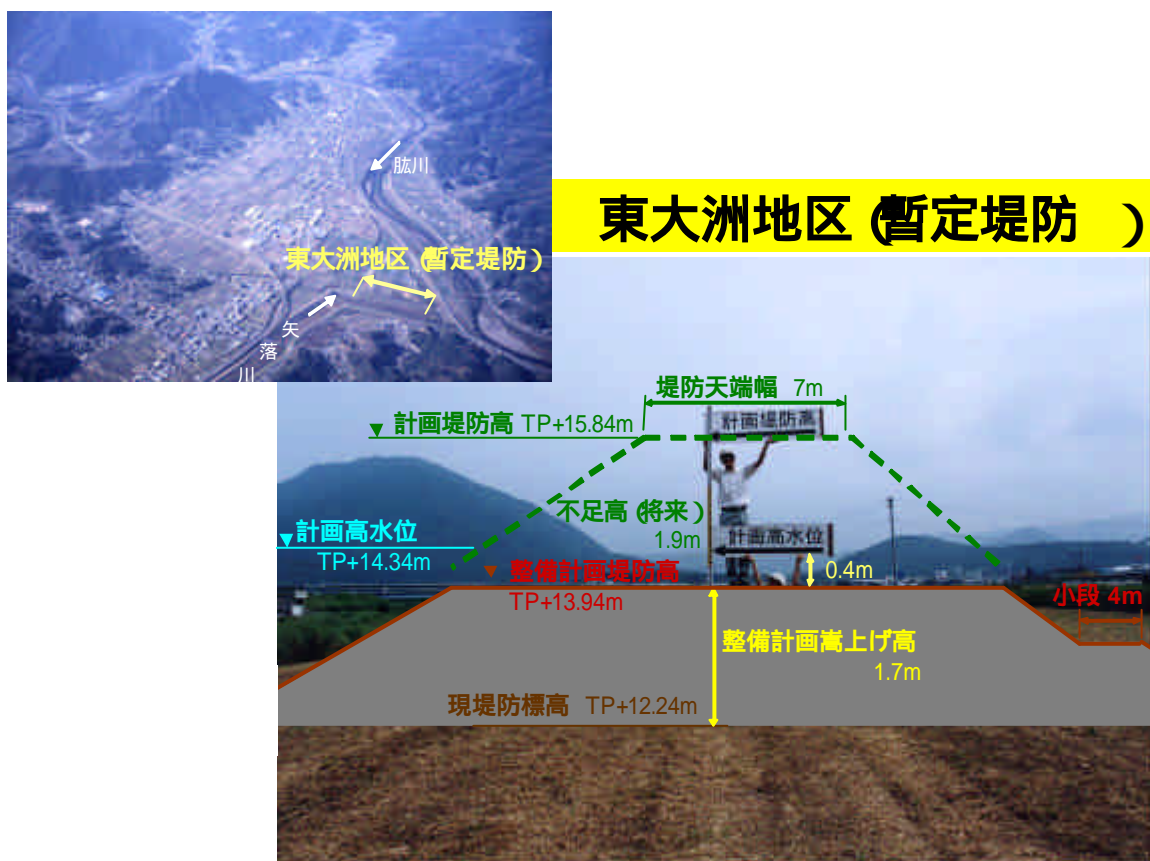 肱川
東大洲地区(暫定堤防)
矢
落
川
東大洲地区(暫定堤防　)
堤防天端幅 7m
計画堤防高
計画堤防高 TP+15.84m
不足高(将来)
1.9m
計画高水位
計画高水位
TP+14.34m
0.4m
整備計画堤防高
TP+13.94m
小段 4m
整備計画嵩上げ高
1.7m
現堤防標高 TP+12.24m